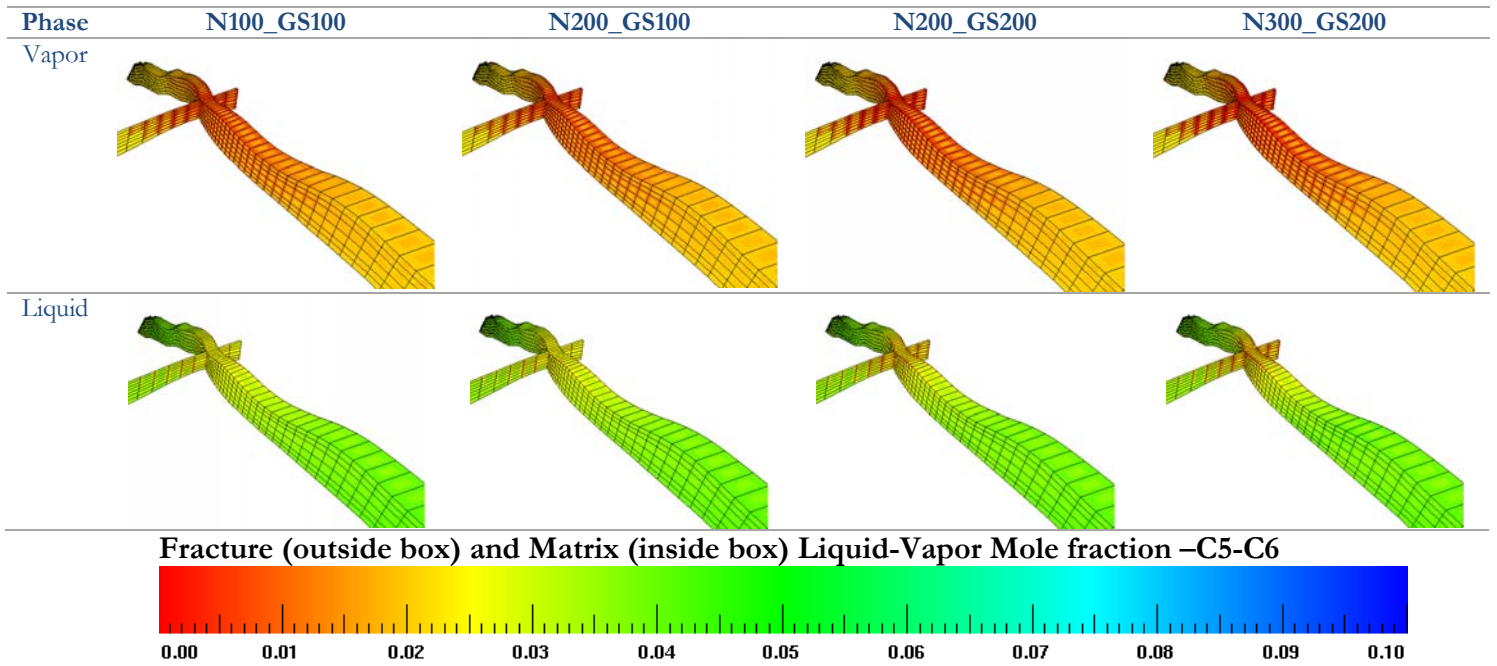 Phase N100_GS100 N200_GS100 N200_GS200 N300_GS200
Vapor
Liquid
Fracture (outside box) and Matrix (inside box) Liquid-Vapor Mole fraction –C5-C6
0.00 0.01 0.02 0.03 0.04 0.05 0.06 0.07 0.08 0.09 0.10